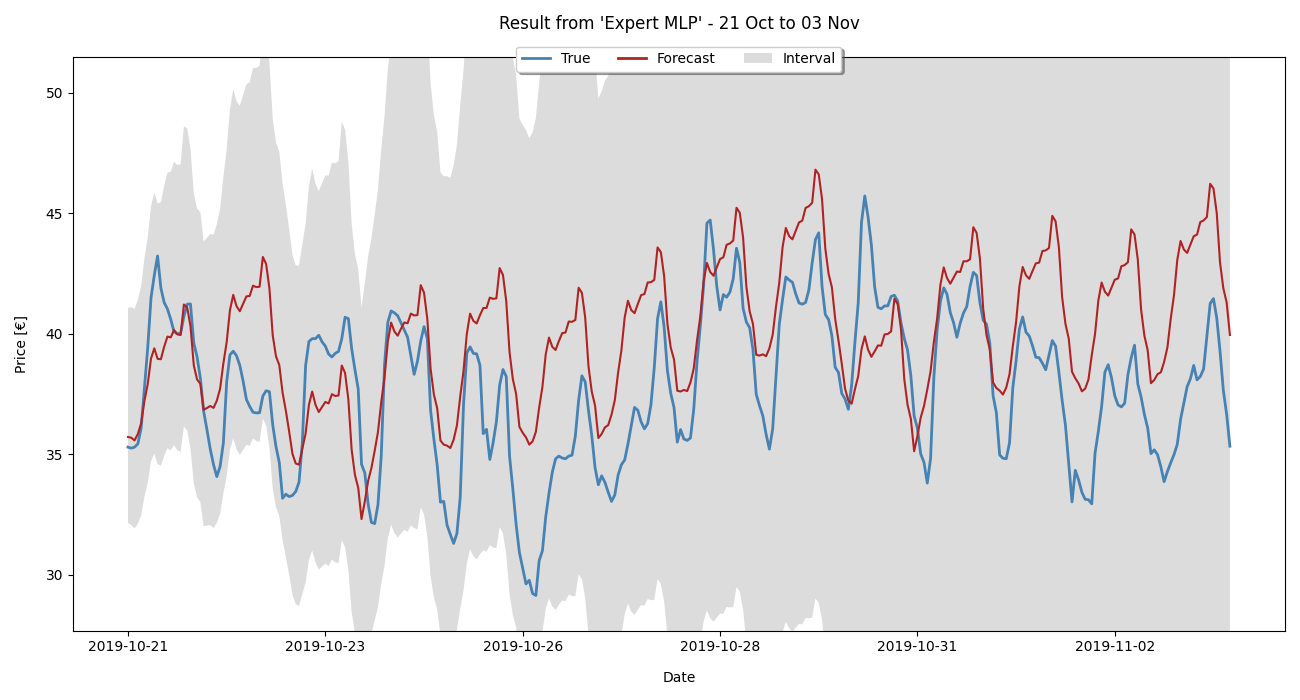 Result from 'Expert MLP' - 21 Oct to 03 Nov
True Forecast Interval
50
45
40
35
30
Price [€]
2019-10-21 2019-10-23 2019-10-26 2019-10-28 2019-10-31 2019-11-02
Date